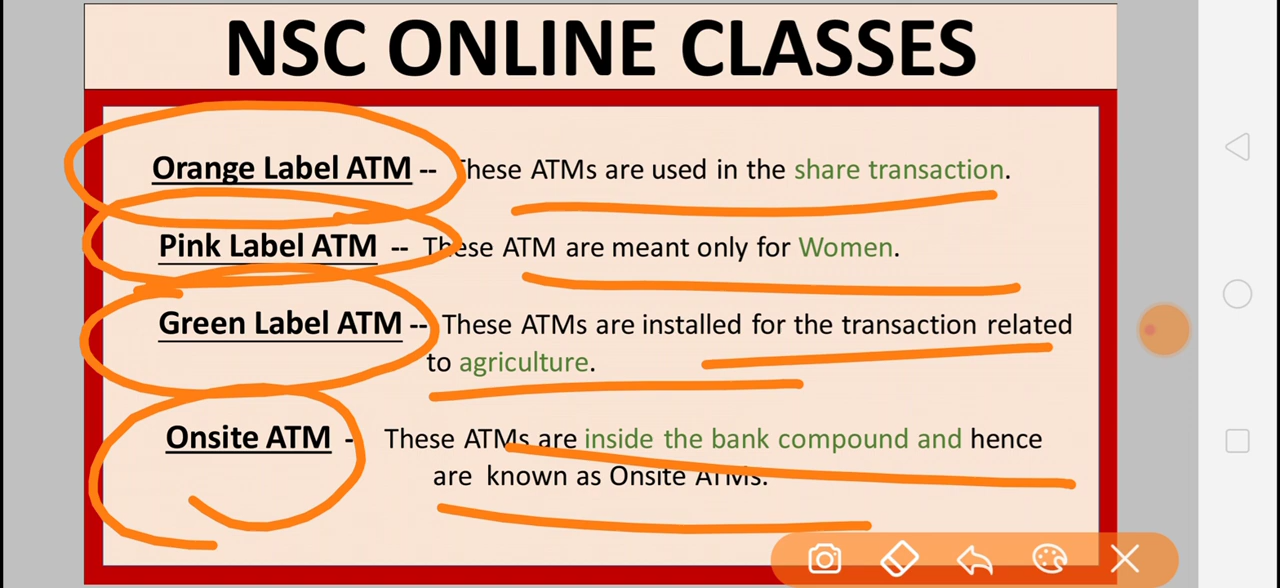 NSC ONLINE CLASSES
Orange Label ATM -- These ATMs are used in the share transaction.
Pink Label ATM -- These ATM are meant only for Women.
Green Label ATM -- These ATMs are installed for the transaction related
to agriculture.
Onsite ATM - These ATMs are inside the bank compound and hence
are known as Onsite ATMs.